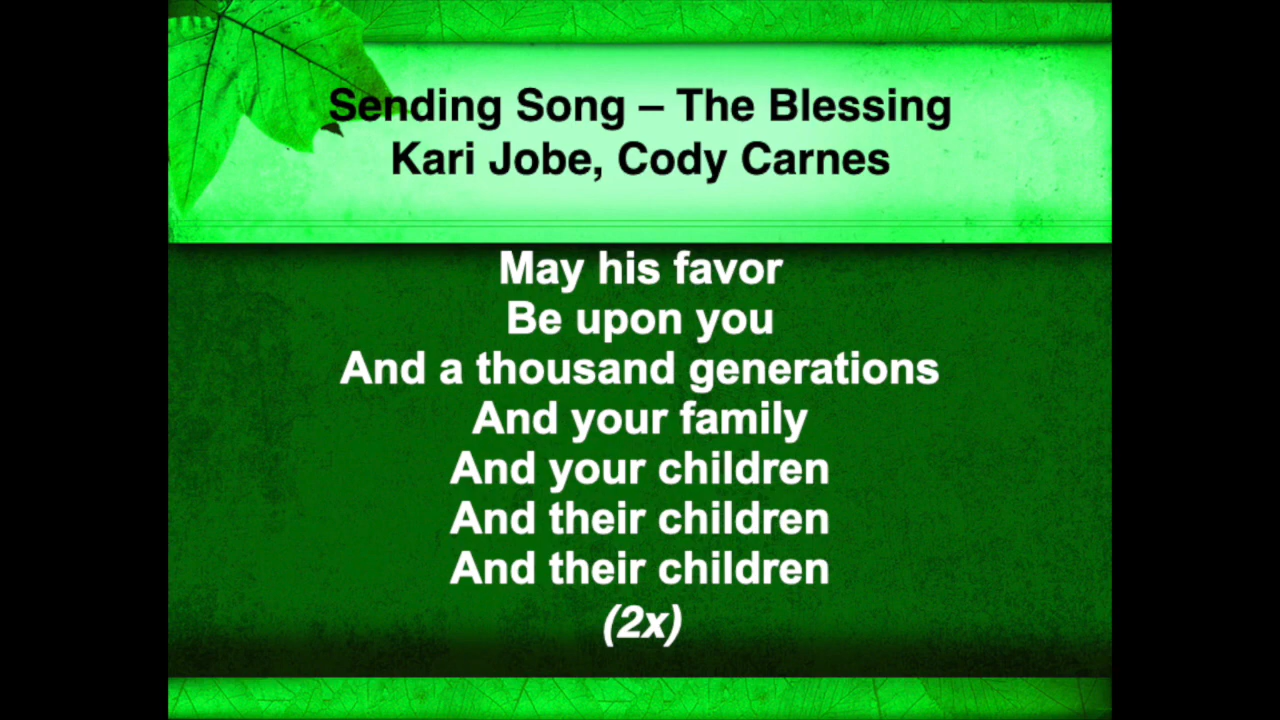 Sending Song – The Blessing
Kari Jobe, Cody Carnes
May his favor
Be upon you
And a thousand generations
And your family
And your children
And their children
And their children
(2x)